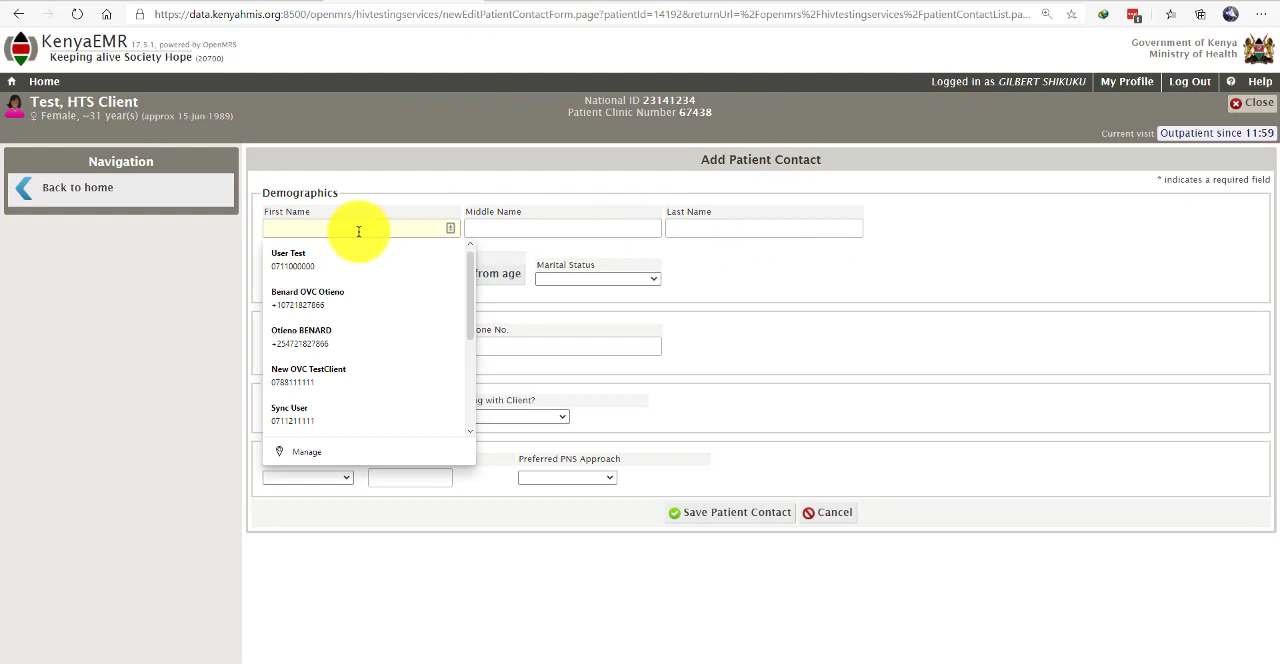 https://data.kenyahmis.org:8500/openmrs/hivtestingservices/newEditPatientContactForm.page?patientId=14192&returnUrl=%2Fopenmrs%2Fhivtestingservices%2FpatientContactList.pa...
KenyaEMR 17.3.1, powered by OpenMRS
Keeping alive Society Hope (20700)
Government of Kenya
Ministry of Health
Home
Logged in as GILBERT SHIKUKU
My Profile
Log Out
Help
Test, HTS Client
Female, ~31 year(s) (approx 15-Jun-1989)
National ID 23141234
Patient Clinic Number 67438
Close
Current visit Outpatient since 11:59
Navigation
Back to home
Add Patient Contact
* indicates a required field
Demographics
First Name
Middle Name
Last Name
User Test
0711000000
Benard OVC Otieno
+10721827866
Otieno BENARD
+254721827866
New OVC TestClient
0788111111
Sync User
0711211111
Manage
from age
Marital Status
one No.
g with Client?
Preferred PNS Approach
Save Patient Contact
Cancel